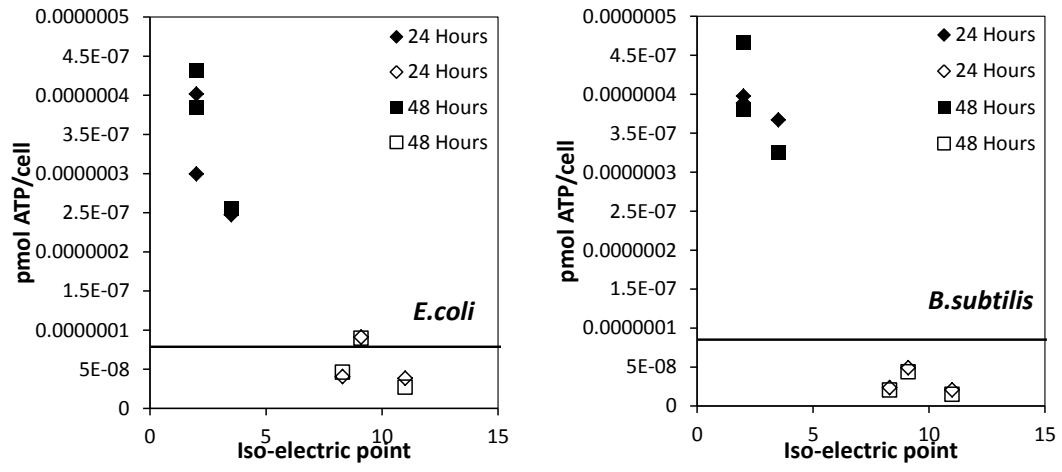 0.0000005
4.5E-07
0.0000004
3.5E-07
0.0000003
2.5E-07
0.0000002
1.5E-07
0.0000001
5E-08
0
pmol ATP/cell
24 Hours
24 Hours
48 Hours
48 Hours
E.coli
0 5 10 15
Iso-electric point
0.0000005
4.5E-07
0.0000004
3.5E-07
0.0000003
2.5E-07
0.0000002
1.5E-07
0.0000001
5E-08
0
pmol ATP/cell
24 Hours
24 Hours
48 Hours
48 Hours
B.subtilis
0 5 10 15
Iso-electric point